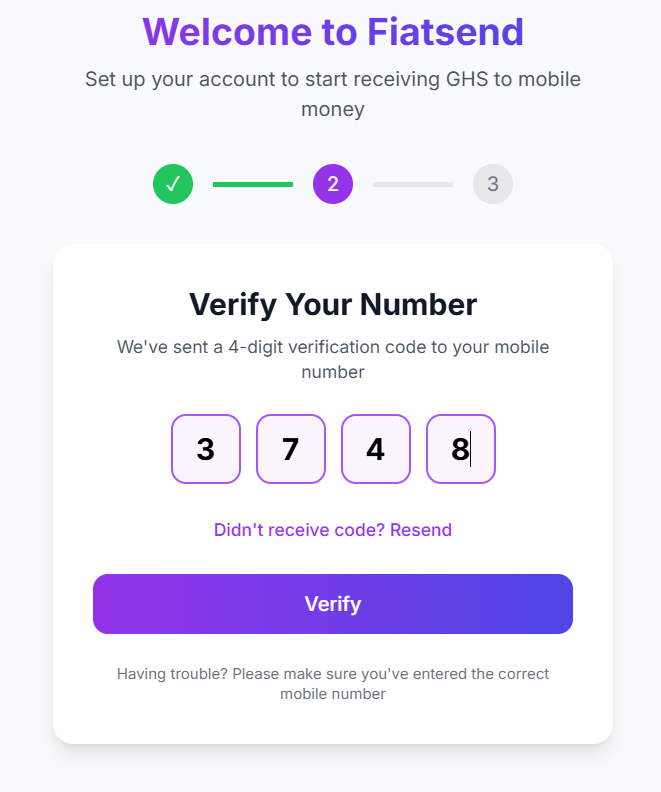 Welcome to Fiatsend
Set up your account to start receiving GHS to mobile
money
✓ 2 3
Verify Your Number
We've sent a 4-digit verification code to your mobile
number
3 7 4 8
Didn't receive code? Resend
Verify
Having trouble? Please make sure you've entered the correct
mobile number